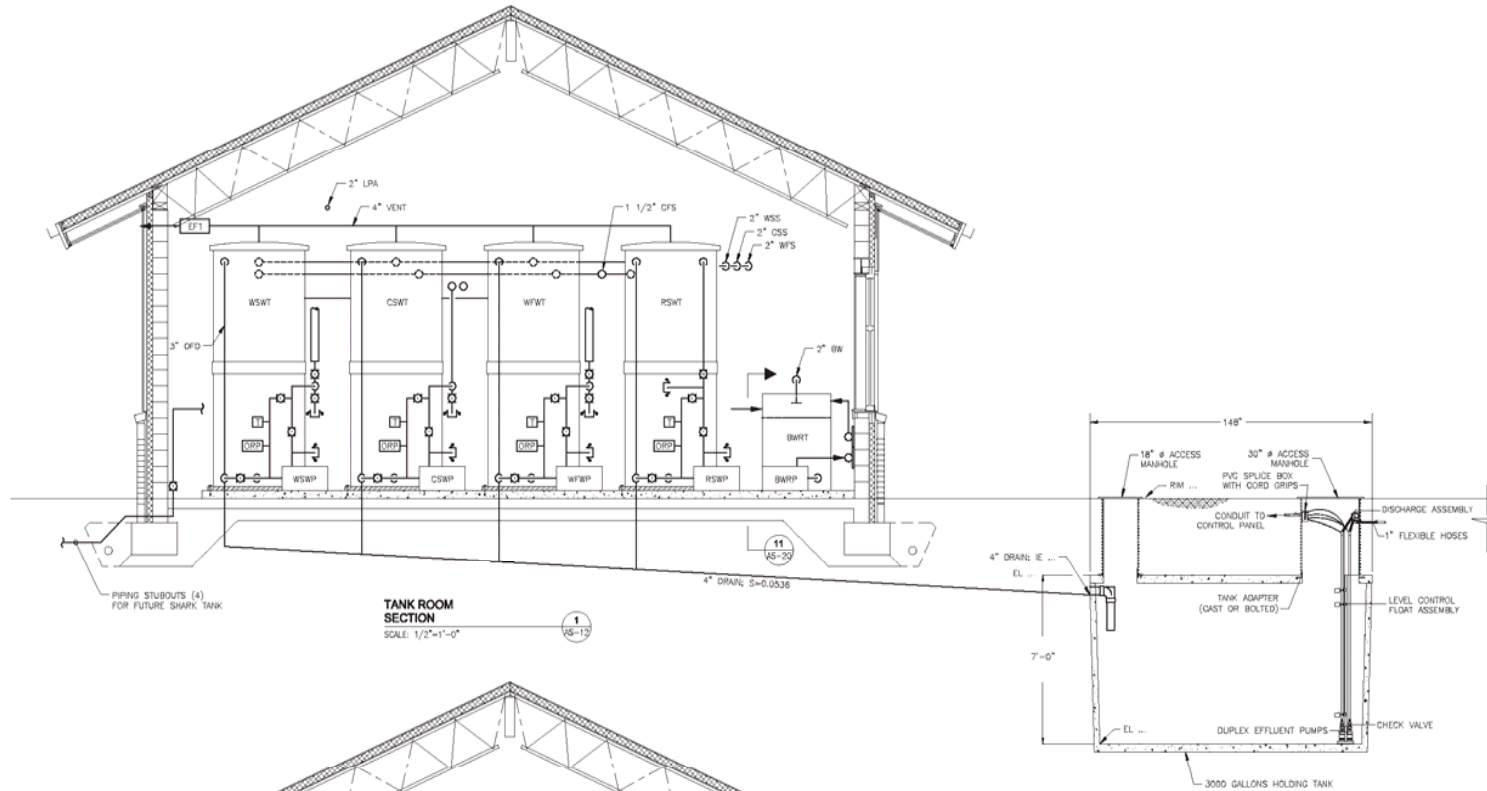 2" LPA
4" VENT
1 1/2" CFS
EF1
2" WSS
2" CSS
2" WFS
WSWT
CSWT
WFWT
RSWT
3" OFD
2" BW
T
T
T
T
ORP
ORP
ORP
ORP
BWRT
WSWP
CSWP
WFWP
RSWP
BWRP
11
AS-20
4" DRAIN; S=0.0536
PIPING STUBOUTS (4)
FOR FUTURE SHARK TANK
TANK ROOM
SECTION
SCALE: 1/2"=1'-0"
1
AS-12
148"
18" ø ACCESS
MANHOLE
30" ø ACCESS
MANHOLE
RIM ...
PVC SPLICE BOX
WITH CORD GRIPS
CONDUIT TO
CONTROL PANEL
DISCHARGE ASSEMBLY
1" FLEXIBLE HOSES
4" DRAIN; IE ...
EL ...
TANK ADAPTER
(CAST OR BOLTED)
LEVEL CONTROL
FLOAT ASSEMBLY
7'-0"
EL ...
DUPLEX EFFLUENT PUMPS
CHECK VALVE
3000 GALLONS HOLDING TANK